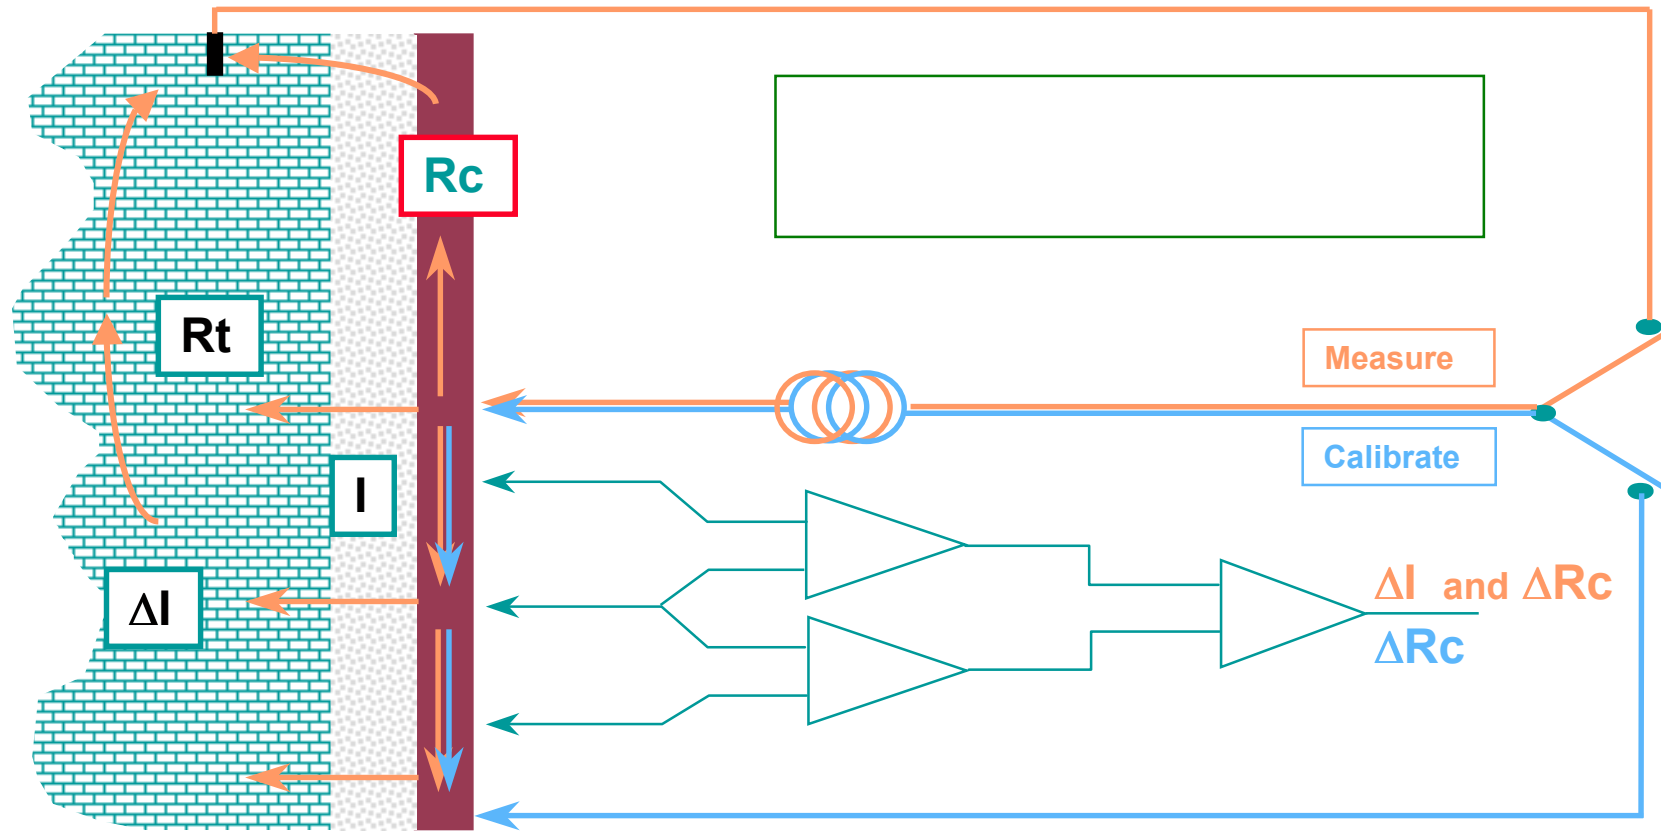 Rc
Rt
Measure
Calibrate
I
ΔI and ΔRc
ΔI
ΔRc